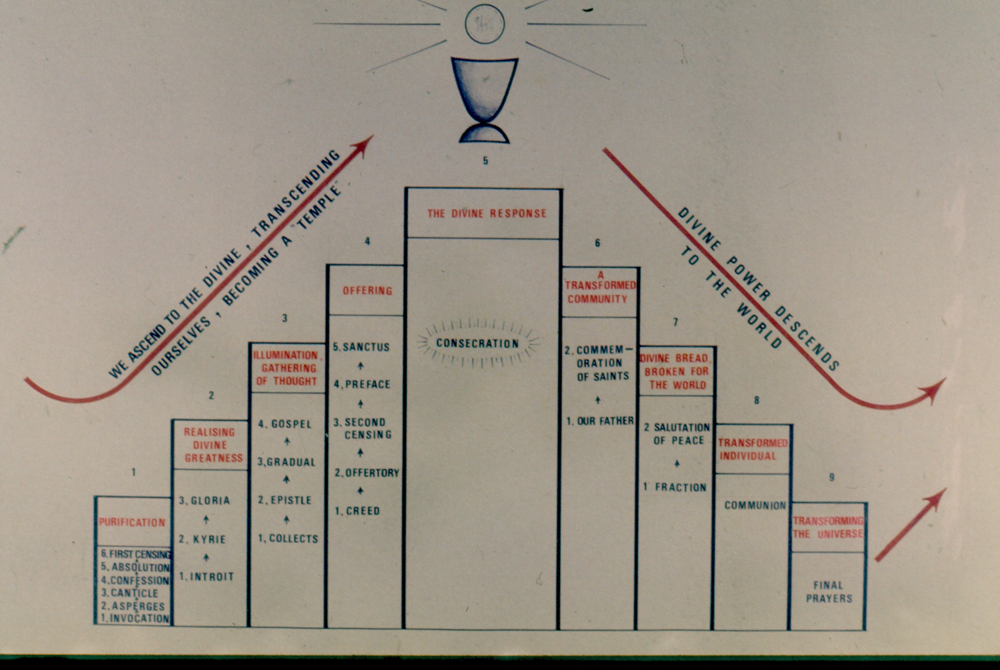 5
WE ASCEND TO THE DIVINE, TRANSCENDING
OURSELVES, BECOMING A "TEMPLE"
DIVINE POWER DESCENDS
TO THE WORLD
1
PURIFICATION
6. FIRST CENSING
5. ABSOLUTION
4. CONFESSION
3. CANTICLE
2. ASPERGES
1. INVOCATION
2
REALISING
DIVINE
GREATNESS
3. GLORIA
2. KYRIE
1. INTROIT
3
ILLUMINATION,
GATHERING
OF THOUGHT
4. GOSPEL
3, GRADUAL
2. EPISTLE
1, COLLECTS
4
OFFERING
5. SANCTUS
4. PREFACE
3. SECOND
CENSING
2. OFFERTORY
1. CREED
THE DIVINE RESPONSE
CONSECRATION
6
A
TRANSFORMED
COMMUNITY
2. COMMEM-
ORATION
OF SAINTS
1. OUR FATHER
7
DIVINE BREAD,
BROKEN FOR
THE WORLD
2 SALUTATION
OF PEACE
1 FRACTION
8
TRANSFORMED
INDIVIDUAL
COMMUNION
9
TRANSFORMING
THE UNIVERSE
FINAL
PRAYERS